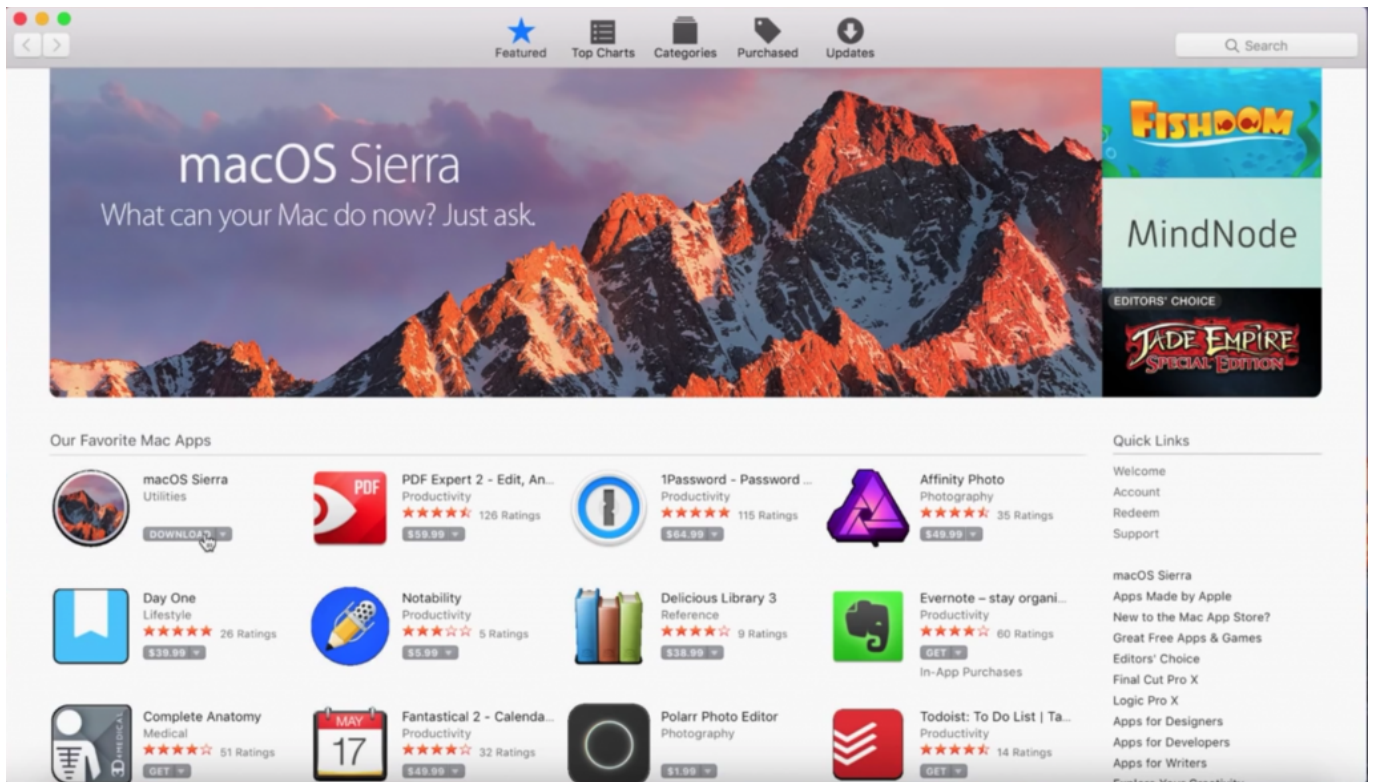 Featured
Top Charts
Categories
Purchased
Updates
Search
macOS Sierra
What can your Mac do now? Just ask.
FISHDOM
MindNode
EDITORS' CHOICE
JADE EMPIRE
SPECIAL EDITION
Our Favorite Mac Apps
macOS Sierra
Utilities
DOWNLOAD
PDF
PDF Expert 2 - Edit, An...
Productivity
126 Ratings
$59.99
1Password - Password ...
Productivity
115 Ratings
$64.99
Affinity Photo
Photography
35 Ratings
$49.99
Day One
Lifestyle
26 Ratings
$39.99
Notability
Productivity
5 Ratings
$5.99
Delicious Library 3
Reference
9 Ratings
$38.99
Evernote – stay organi...
Productivity
60 Ratings
GET
In-App Purchases
3D+MEDICAL
Complete Anatomy
Medical
51 Ratings
GET
MAY
17
Fantastical 2 - Calenda...
Productivity
32 Ratings
$49.99
Polarr Photo Editor
Photography
$1.99
Todoist: To Do List | Ta...
Productivity
14 Ratings
GET
Quick Links
Welcome
Account
Redeem
Support
macOS Sierra
Apps Made by Apple
New to the Mac App Store?
Great Free Apps & Games
Editors' Choice
Final Cut Pro X
Logic Pro X
Apps for Designers
Apps for Developers
Apps for Writers